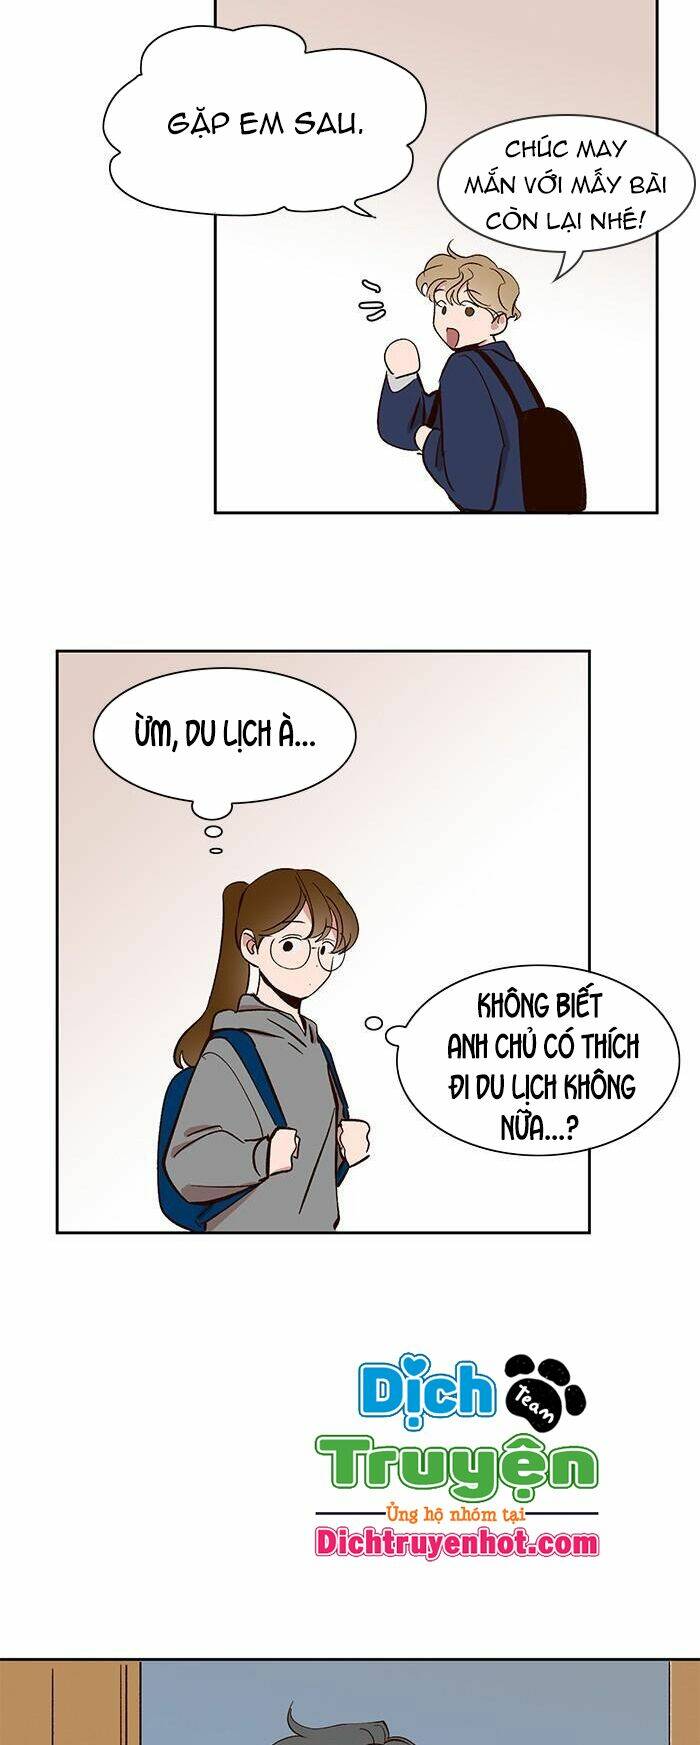 GẶP EM SAU.
CHÚC MAY
MẮN VỚI MẤY BÀI
CÒN LẠI NHÉ!
ỪM, DU LỊCH À...
KHÔNG BIẾT
ANH CHỦ CÓ THÍCH
ĐI DU LỊCH KHÔNG
NỮA...?
Dịch
Team
Truyện
Ủng hộ nhóm tại
Dichtruyenhot.com